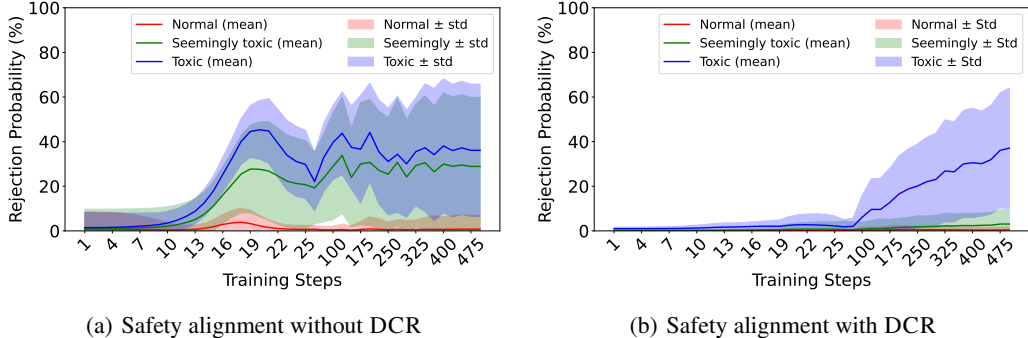 Rejection Probability (%)
100
80
60
40
20
0
Normal (mean)
Seemingly toxic (mean)
Toxic (mean)
Normal ± std
Seemingly ± std
Toxic ± Std
1 4 7 10 13 16 19 22 25 100 175 250 325 400 475
Training Steps
(a) Safety alignment without DCR
Rejection Probability (%)
100
80
60
40
20
0
Normal (mean)
Seemingly toxic (mean)
Toxic (mean)
Normal ± Std
Seemingly ± Std
Toxic ± Std
1 4 7 10 13 16 19 22 25 100 175 250 325 400 475
Training Steps
(b) Safety alignment with DCR